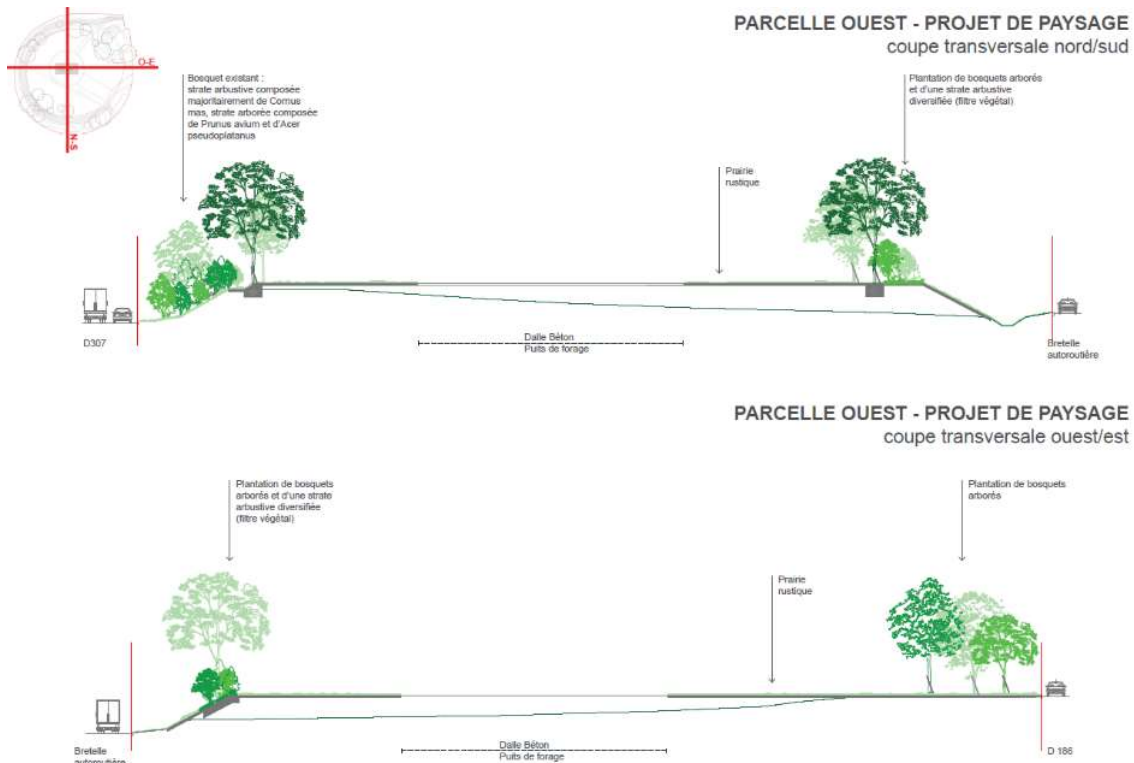 PARCELLE OUEST - PROJET DE PAYSAGE
coupe transversale nord/sud
O-E
N-S
Bosquet existant :
strate arbustive composée
majoritairement de Cornus
mas, strate arborée composée
de Prunus avium et d'Acer
pseudoplatanus
Plantation de bosquets arborés
et d'une strate arbustive
diversifiée (filtre végétal)
Prairie
rustique
D307
Dalle Béton
Puits de forage
Bretelle
autoroutière
PARCELLE OUEST - PROJET DE PAYSAGE
coupe transversale ouest/est
Plantation de bosquets
arborés et d'une strate
arbustive diversifiée
(filtre végétal)
Plantation de bosquets
arborés
Prairie
rustique
Bretelle
autoroutière
Dalle Béton
Puits de forage
D 186